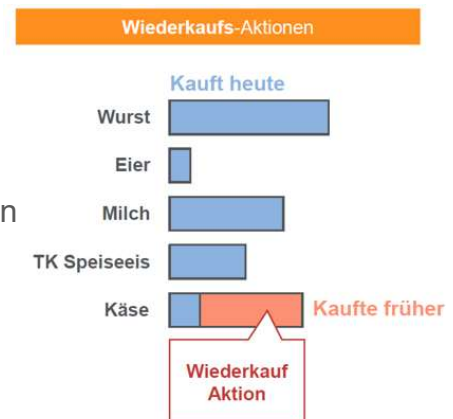 Wiederkaufs-Aktionen
Kauft heute
Wurst
Eier
n
Milch
TK Speiseeis
Käse
Kaufte früher
Wiederkauf
Aktion